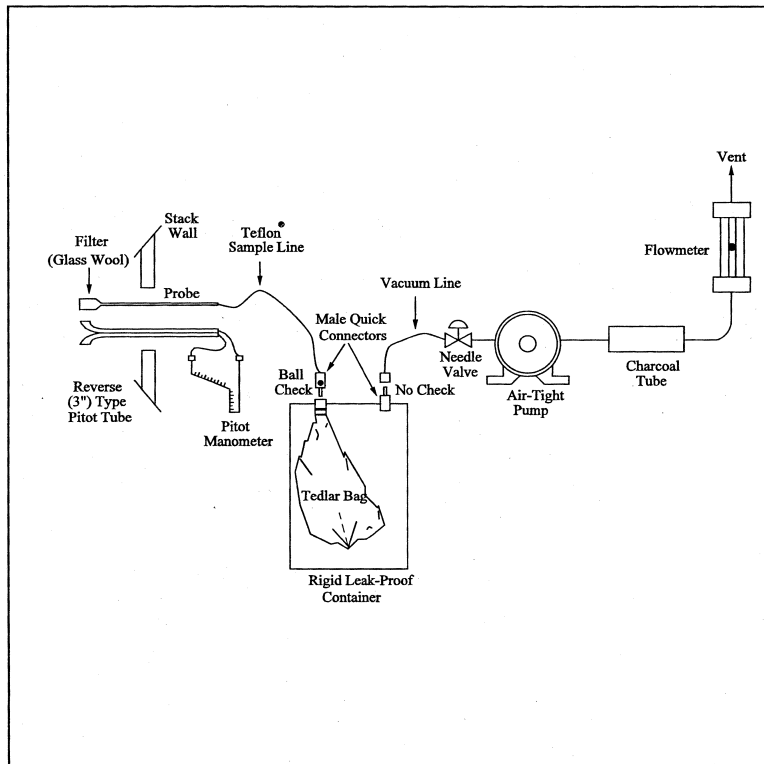 Vent
Flowmeter
Stack
Wall
Teflon®
Sample Line
Filter
(Glass Wool)
Probe
Vacuum Line
Male Quick
Connectors
Needle
Valve
Charcoal
Tube
Ball
Check
No Check
Air-Tight
Pump
Reverse
(3") Type
Pitot Tube
Pitot
Manometer
Tedlar Bag
Rigid Leak-Proof
Container